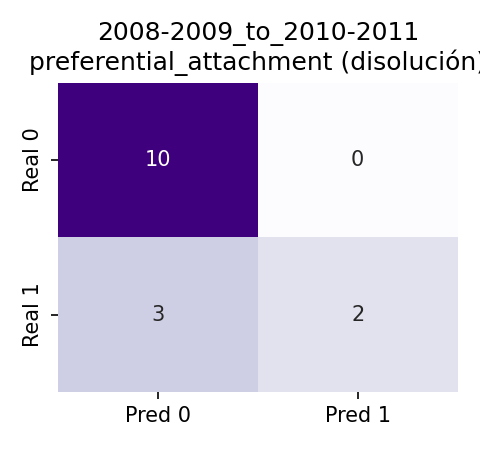 2008-2009_to_2010-2011
preferential_attachment (disolución)
Real 0
10
0
Real 1
3
2
Pred 0
Pred 1